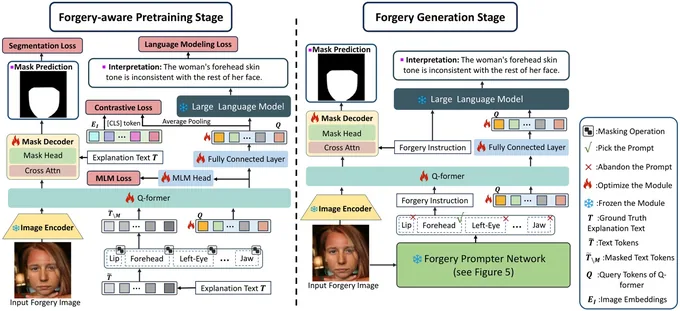 Forgery-aware Pretraining Stage
Segmentation Loss
Language Modeling Loss
Mask Prediction
Interpretation: The woman's forehead skin
tone is inconsistent with the rest of her face.
Contrastive Loss
Large Language Model
E_I
[CLS] token
Average Pooling
Q
Mask Decoder
Mask Head
Cross Attn
Explanation Text T
Fully Connected Layer
MLM Loss
MLM Head
Q-former
Image Encoder
T̄\M
Q
Lip
Forehead
Left-Eye
...
Jaw
T̄
Explanation Text T
Input Forgery Image
Forgery Generation Stage
Mask Prediction
Interpretation: The woman's forehead skin
tone is inconsistent with the rest of her face.
Large Language Model
Q
Mask Decoder
Mask Head
Cross Attn
Forgery Instruction
Fully Connected Layer
Q-former
Image Encoder
Forgery Instruction
Q
Lip
Forehead
Left-Eye
...
Jaw
Forgery Prompter Network
(see Figure 5)
Input Forgery Image
:Masking Operation
:Pick the Prompt
:Abandon the Prompt
:Optimize the Module
:Frozen the Module
T :Ground Truth
Explanation Text
T̄ :Text Tokens
T̄\M :Masked Text Tokens
Q :Query Tokens of Q-
former
E_I :Image Embeddings